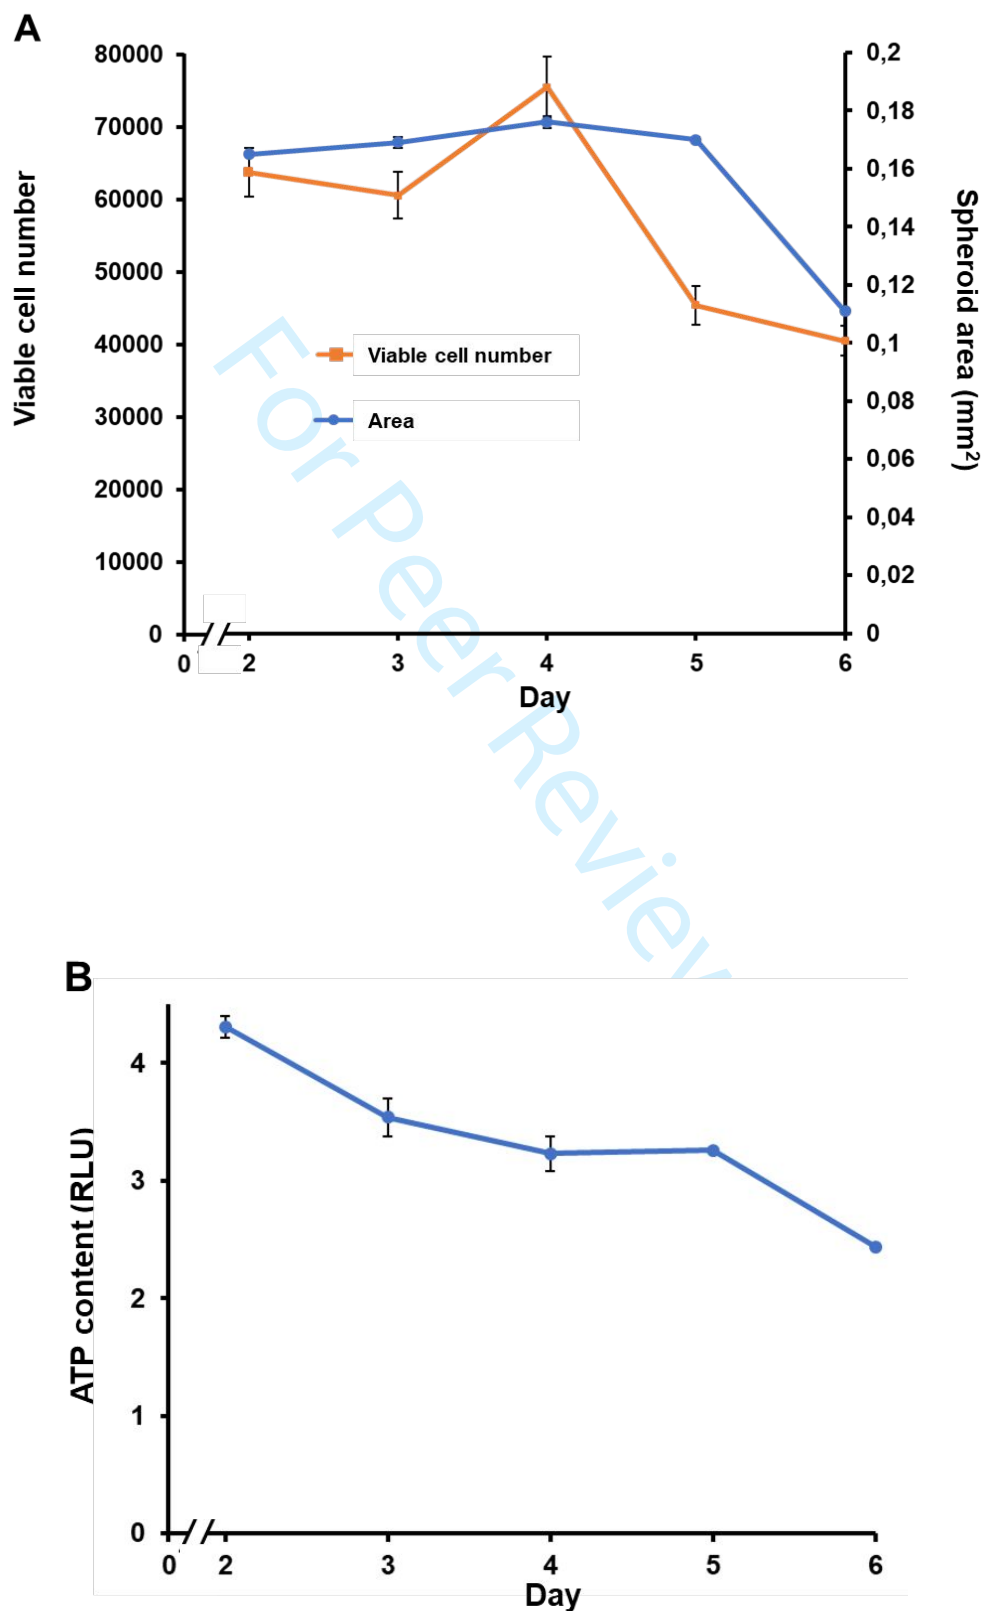 A
80000
70000
60000
50000
40000
30000
20000
10000
0
Viable cell number
0,2
0,18
0,16
0,14
0,12
0,1
0,08
0,06
0,04
0,02
0
Spheroid area (mm²)
Viable cell number
Area
0 2 3 4 5 6
Day
For Peer Review
B
4
3
2
1
0
ATP content (RLU)
0 2 3 4 5 6
Day